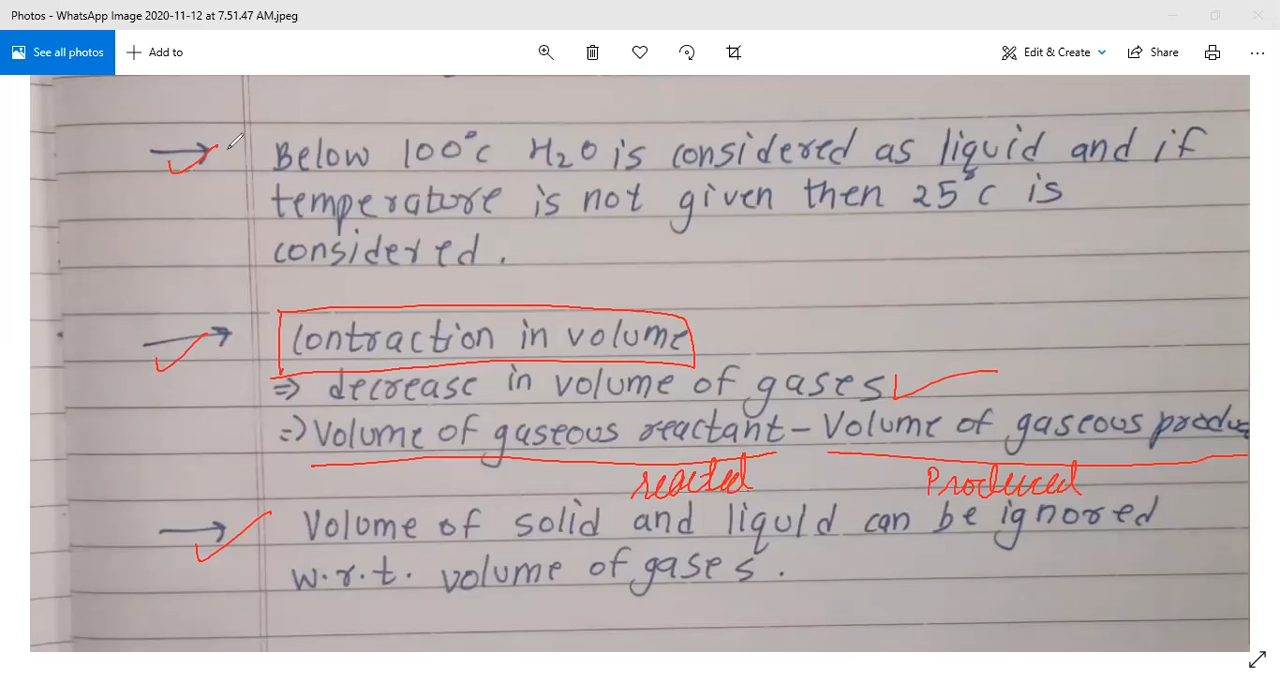 Photos - WhatsApp Image 2020-11-12 at 7.51.47 AM.jpeg
See all photos
Add to
Edit & Create
Share
Below 100°C H2O is considered as liquid and if
temperature is not given then 25°C is
considered.
Contraction in volume
⇒ decrease in volume of gases
⇒ Volume of gaseous reactant - Volume of gaseous produc
reacted Produced
Volume of solid and liquid can be ignored
w.r.t. volume of gases.